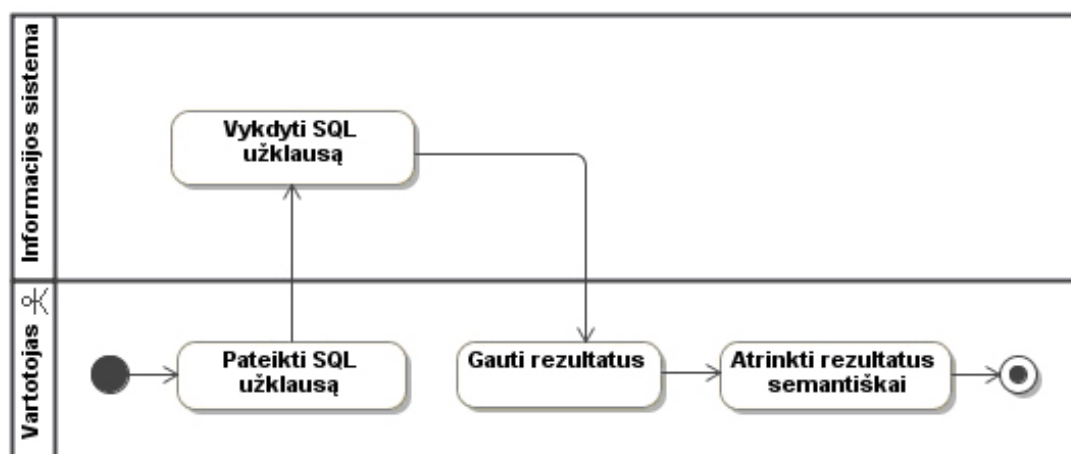 Informacijos sistema
Vykdyti SQL
užklausą
Vartotojas
Pateikti SQL
užklausą
Gauti rezultatus
Atrinkti rezultatus
semantiškai